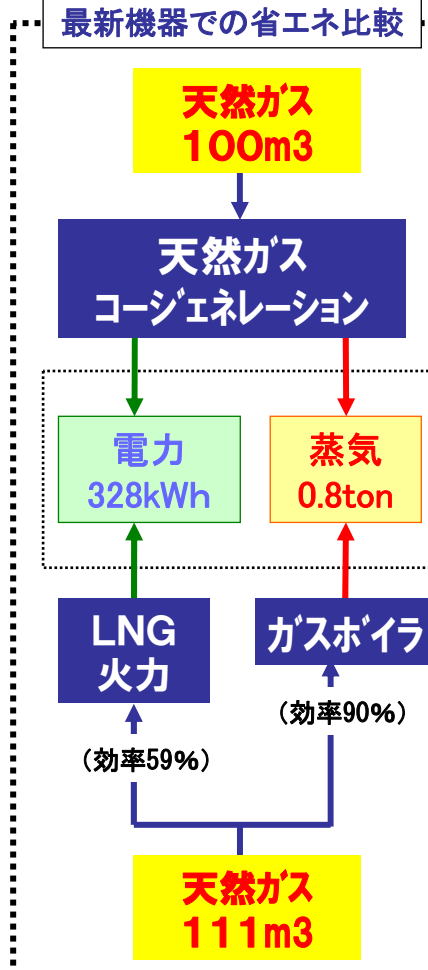 最新機器での省エネ比較
天然ガス
100m3
天然ガス
コージェネレーション
電力
328kWh
蒸気
0.8ton
LNG
火力
ガスボイラ
（効率90%）
（効率59%）
天然ガス
111m3